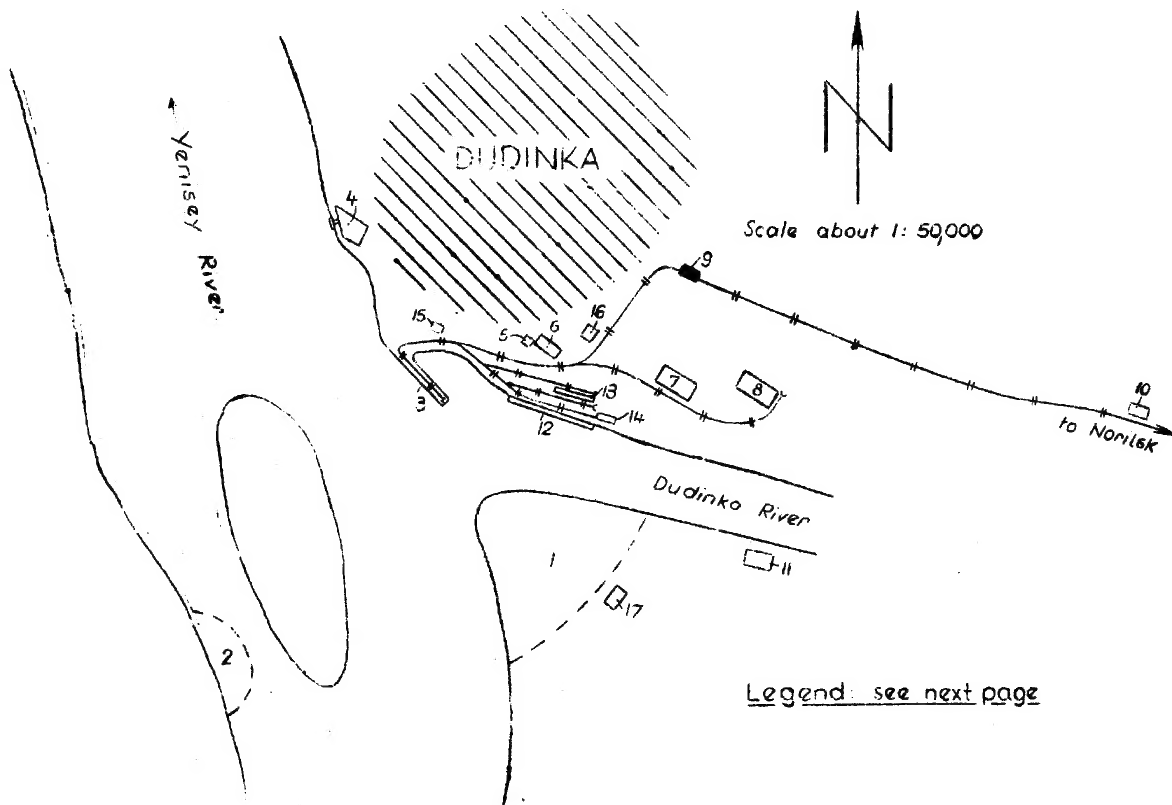 N
DUDINKA
Yenisey River
4
Scale about 1: 50,000
9
15
5
6
16
3
7
8
13
10
12
14
to Norilsk
Dudinka River
1
11
17
2
Legend: see next page